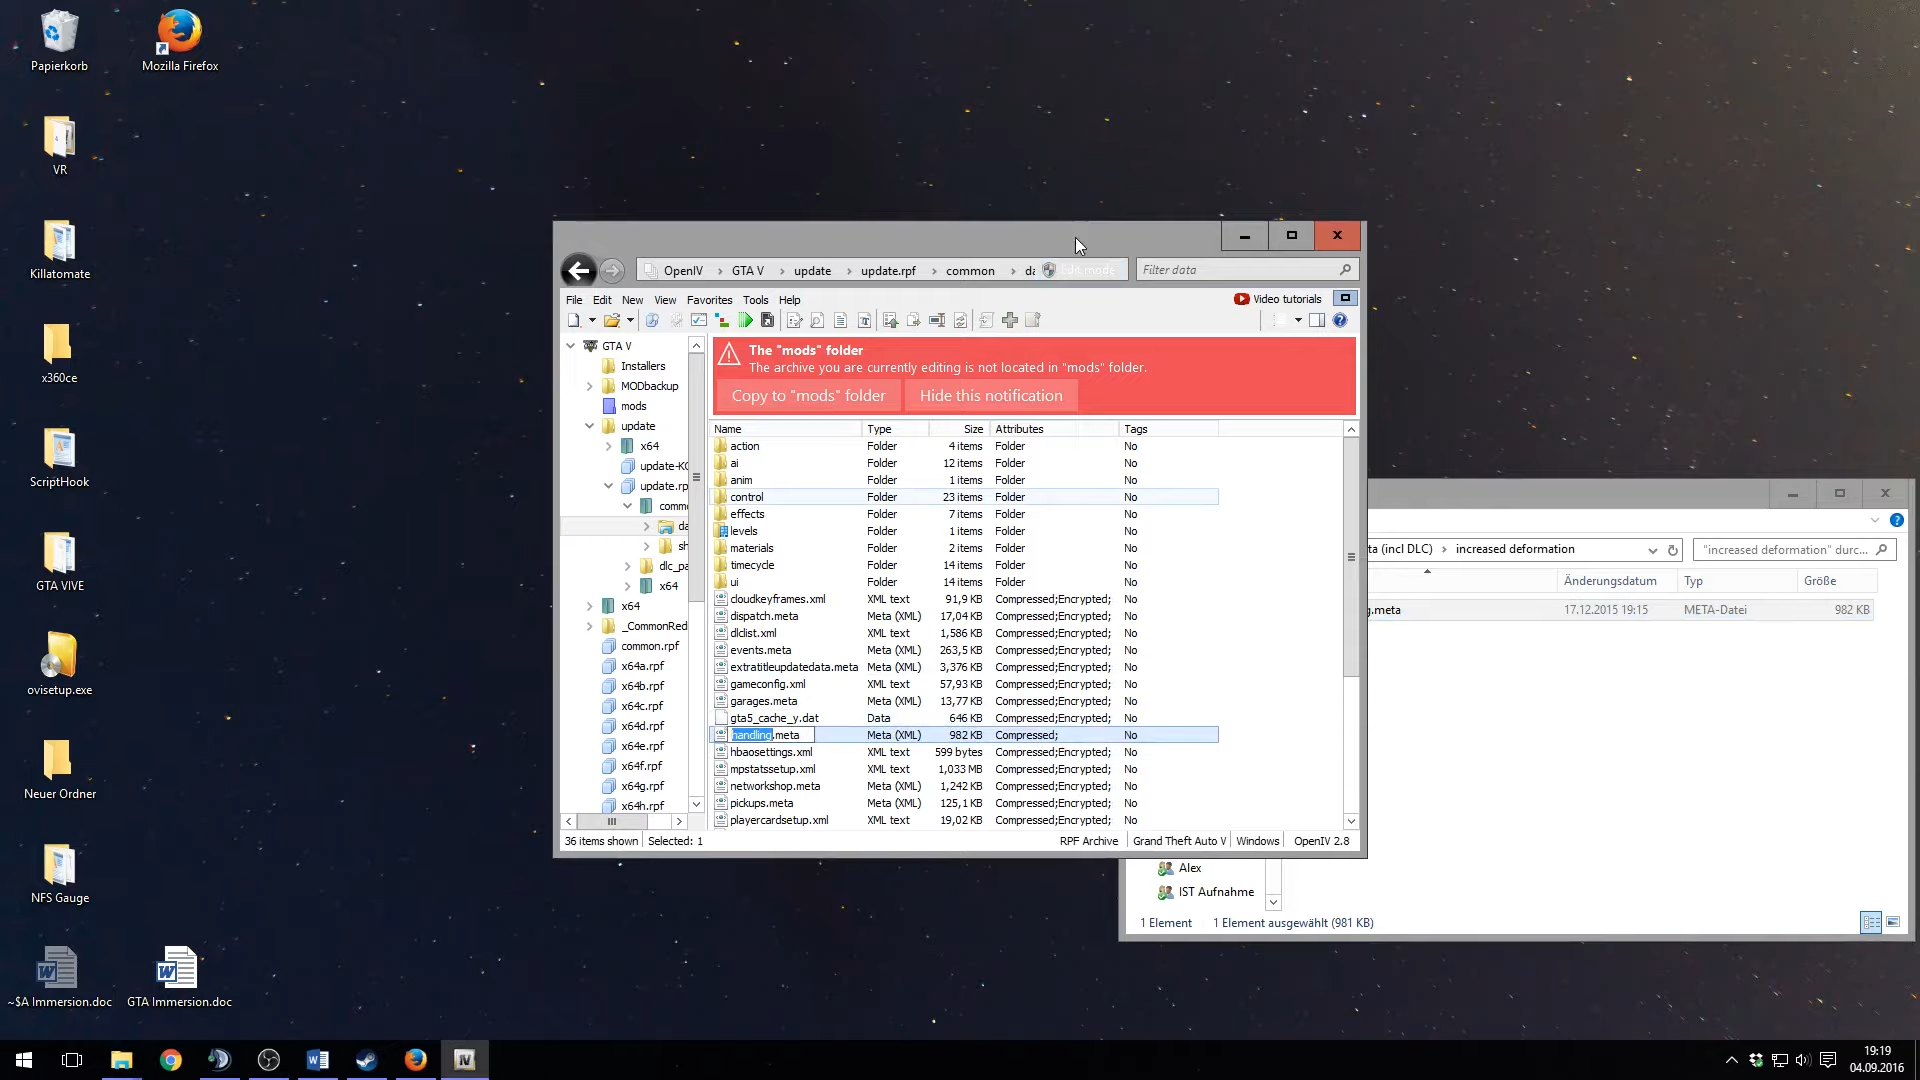 Papierkorb
Mozilla Firefox
VR
Killatomate
x360ce
ScriptHook
GTA VIVE
ovisetup.exe
Neuer Ordner
NFS Gauge
~$A Immersion.doc
GTA Immersion.doc
OpenIV › GTA V › update › update.rpf › common › da
Edit mode
Filter data
File Edit New View Favorites Tools Help
Video tutorials
GTA V
Installers
MODbackup
mods
update
x64
update-KO
update.rp
commo
da
sh
dlc_pa
x64
x64
_CommonRed
common.rpf
x64a.rpf
x64b.rpf
x64c.rpf
x64d.rpf
x64e.rpf
x64f.rpf
x64g.rpf
x64h.rpf
The "mods" folder
The archive you are currently editing is not located in "mods" folder.
Copy to "mods" folder
Hide this notification
Name Type Size Attributes Tags
action Folder 4 items Folder No
ai Folder 12 items Folder No
anim Folder 1 items Folder No
control Folder 23 items Folder No
effects Folder 7 items Folder No
levels Folder 1 items Folder No
materials Folder 2 items Folder No
timecycle Folder 14 items Folder No
ui Folder 14 items Folder No
cloudkeyframes.xml XML text 91,9 KB Compressed;Encrypted; No
dispatch.meta Meta (XML) 17,04 KB Compressed;Encrypted; No
dlclist.xml XML text 1,586 KB Compressed;Encrypted; No
events.meta Meta (XML) 263,5 KB Compressed;Encrypted; No
extratitleupdatedata.meta Meta (XML) 3,376 KB Compressed;Encrypted; No
gameconfig.xml XML text 57,93 KB Compressed;Encrypted; No
garages.meta Meta (XML) 13,77 KB Compressed;Encrypted; No
gta5_cache_y.dat Data 646 KB Compressed;Encrypted; No
handling.meta Meta (XML) 982 KB Compressed; No
hbaosettings.xml XML text 599 bytes Compressed;Encrypted; No
mpstatssetup.xml XML text 1,033 MB Compressed;Encrypted; No
networkshop.meta Meta (XML) 1,242 KB Compressed;Encrypted; No
pickups.meta Meta (XML) 125,1 KB Compressed;Encrypted; No
playercardsetup.xml XML text 19,02 KB Compressed;Encrypted; No
36 items shown Selected: 1
RPF Archive Grand Theft Auto V Windows OpenIV 2.8
ta (incl DLC) › increased deformation
"increased deformation" durc...
Änderungsdatum Typ Größe
g.meta 17.12.2015 19:15 META-Datei 982 KB
Alex
IST Aufnahme
1 Element 1 Element ausgewählt (981 KB)
19:19
04.09.2016